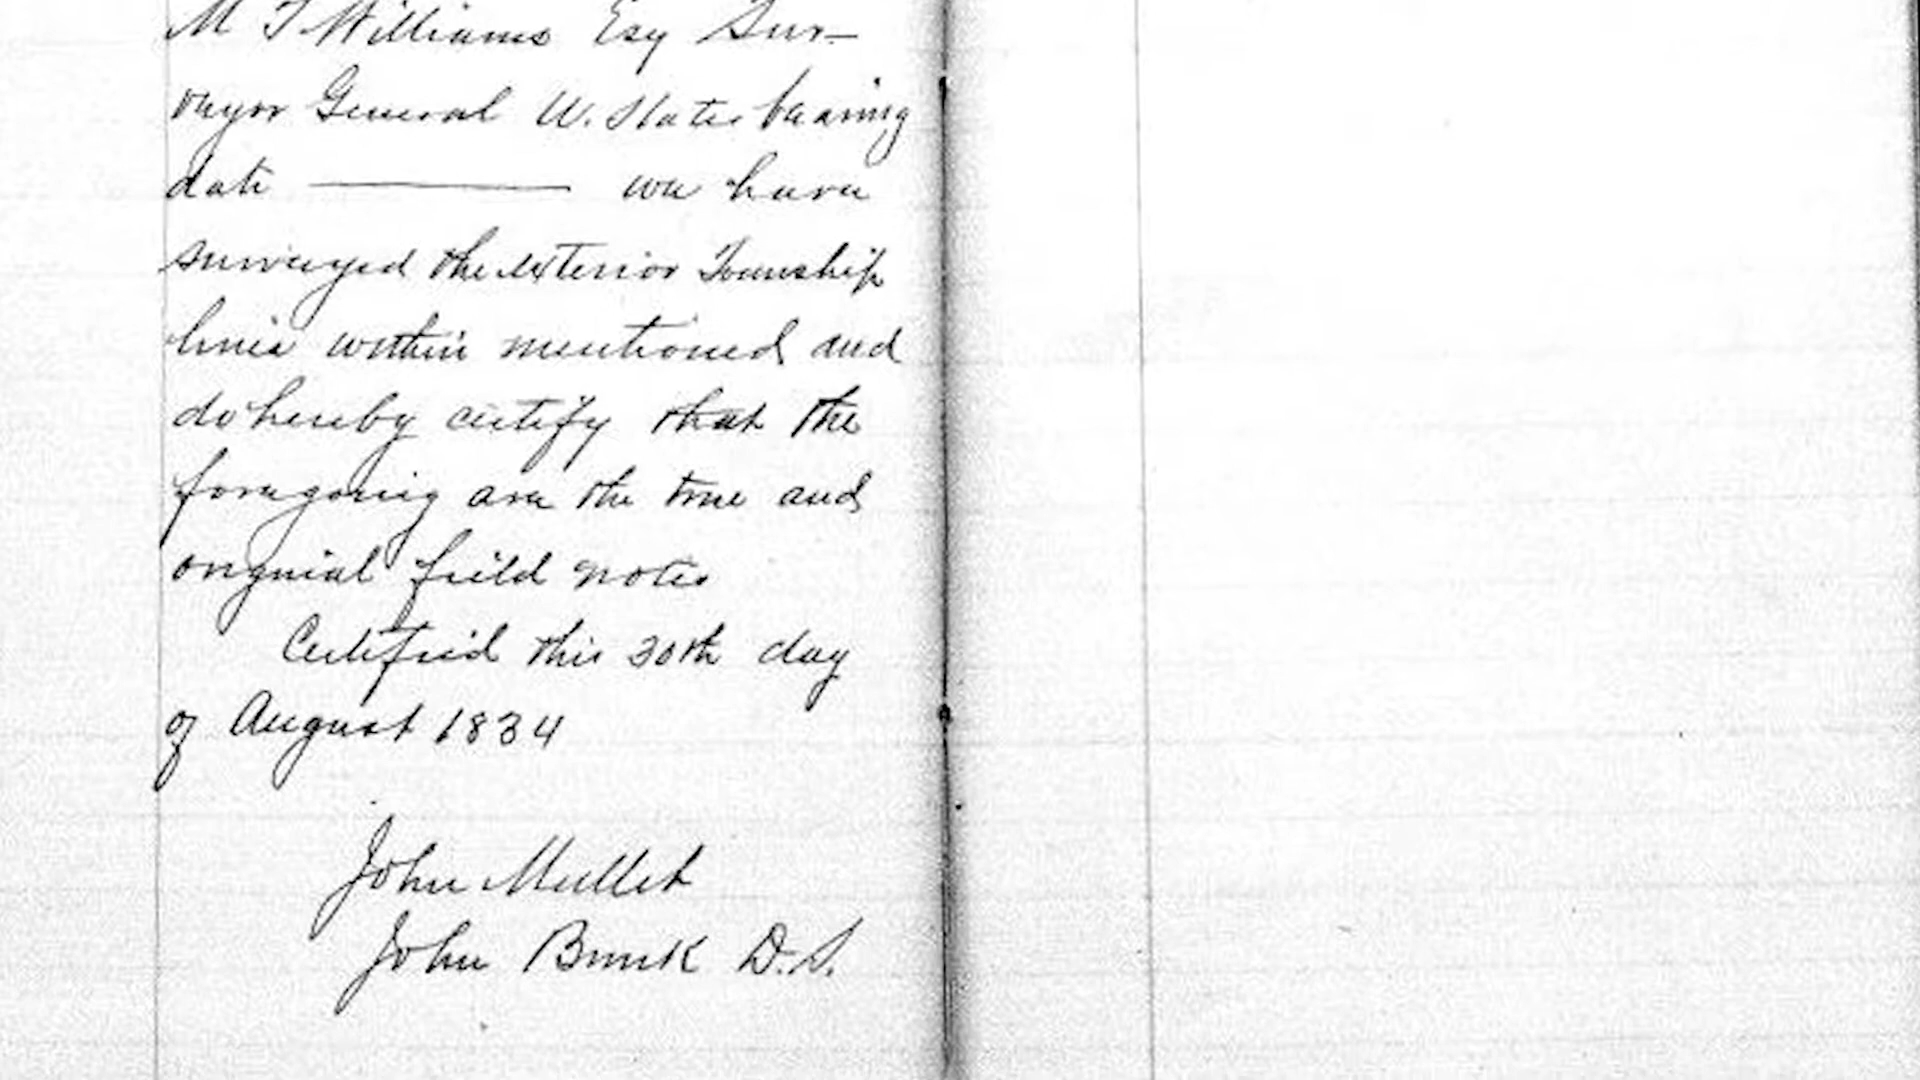 M T Williams Esq Sur-
veyor General U. States bearing
date ——— we have
surveyed the exterior Township
lines within mentioned and
do hereby certify that the
foregoing are the true and
original field notes
Certified this 30th day
of August 1834
John Mullet
John Brink D.S.